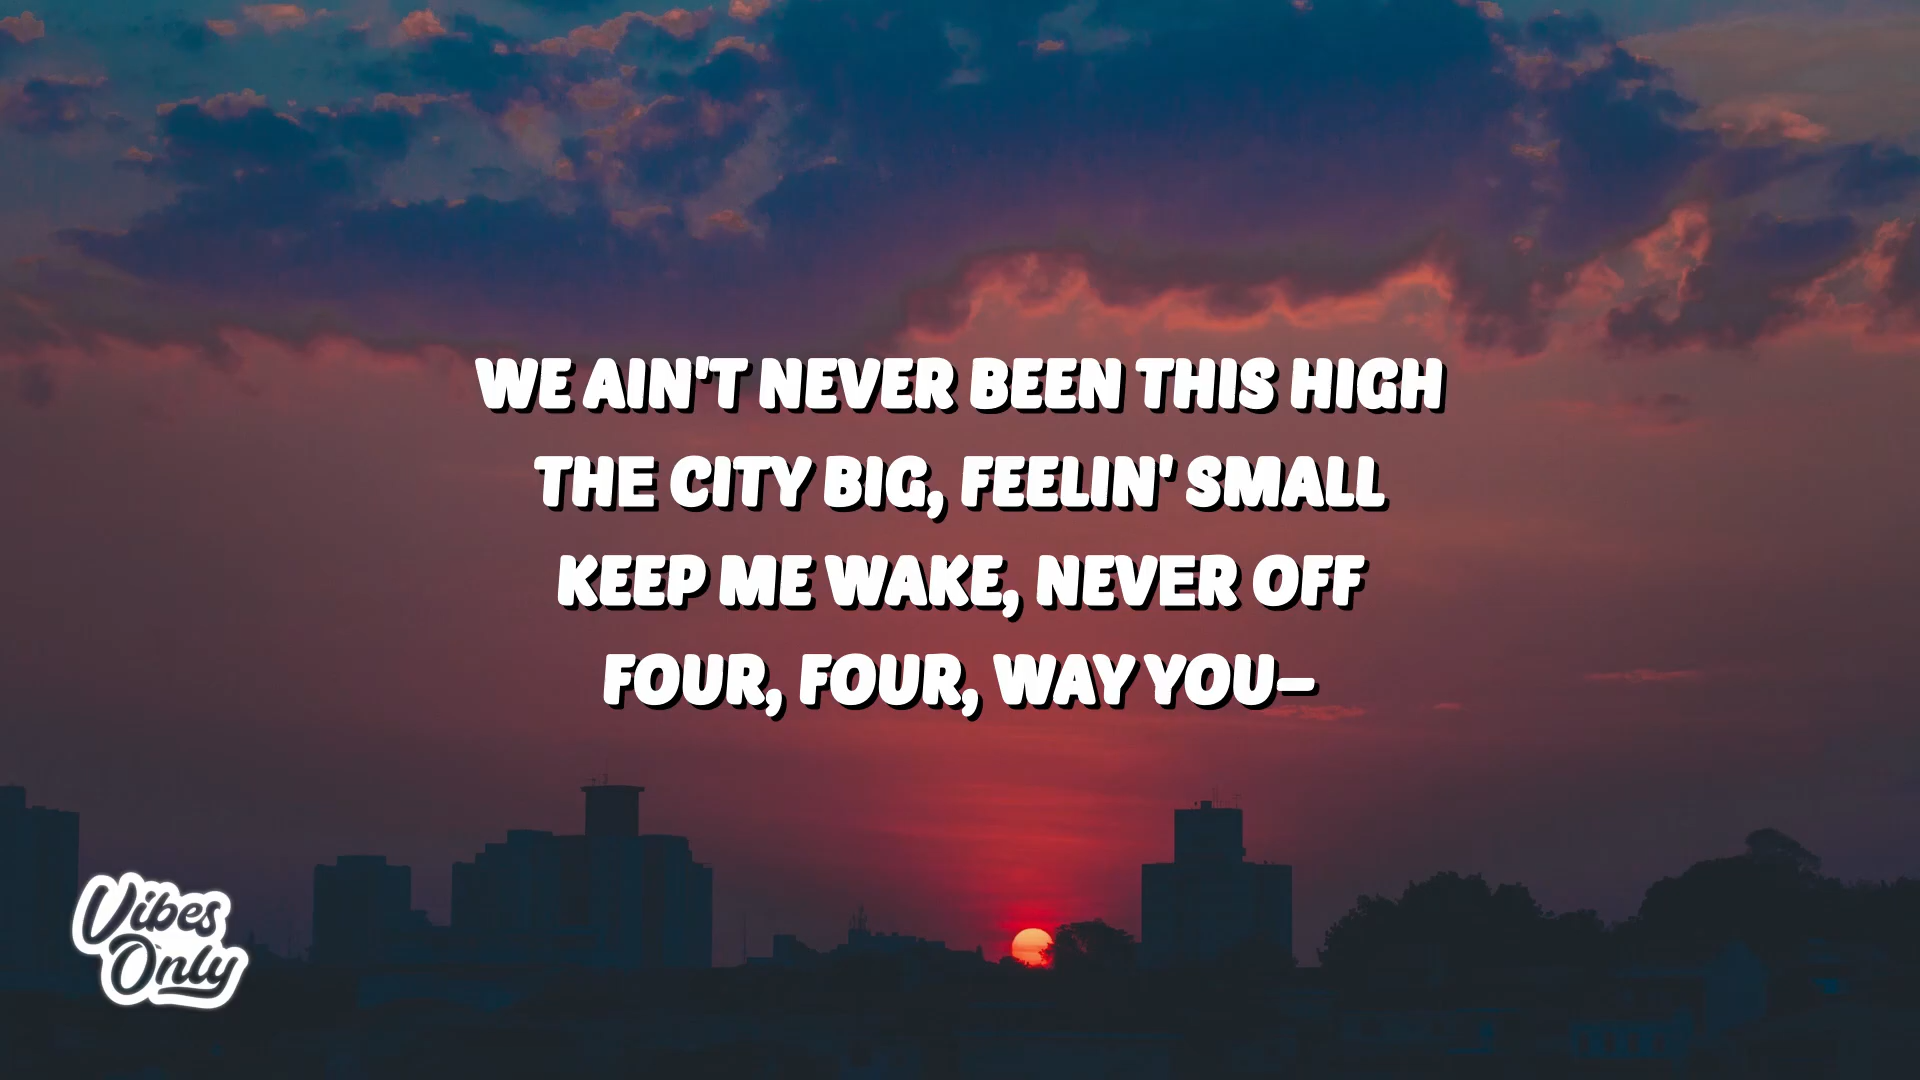 WE AIN'T NEVER BEEN THIS HIGH
THE CITY BIG, FEELIN' SMALL
KEEP ME WAKE, NEVER OFF
FOUR, FOUR, WAY YOU–
Vibes
Only